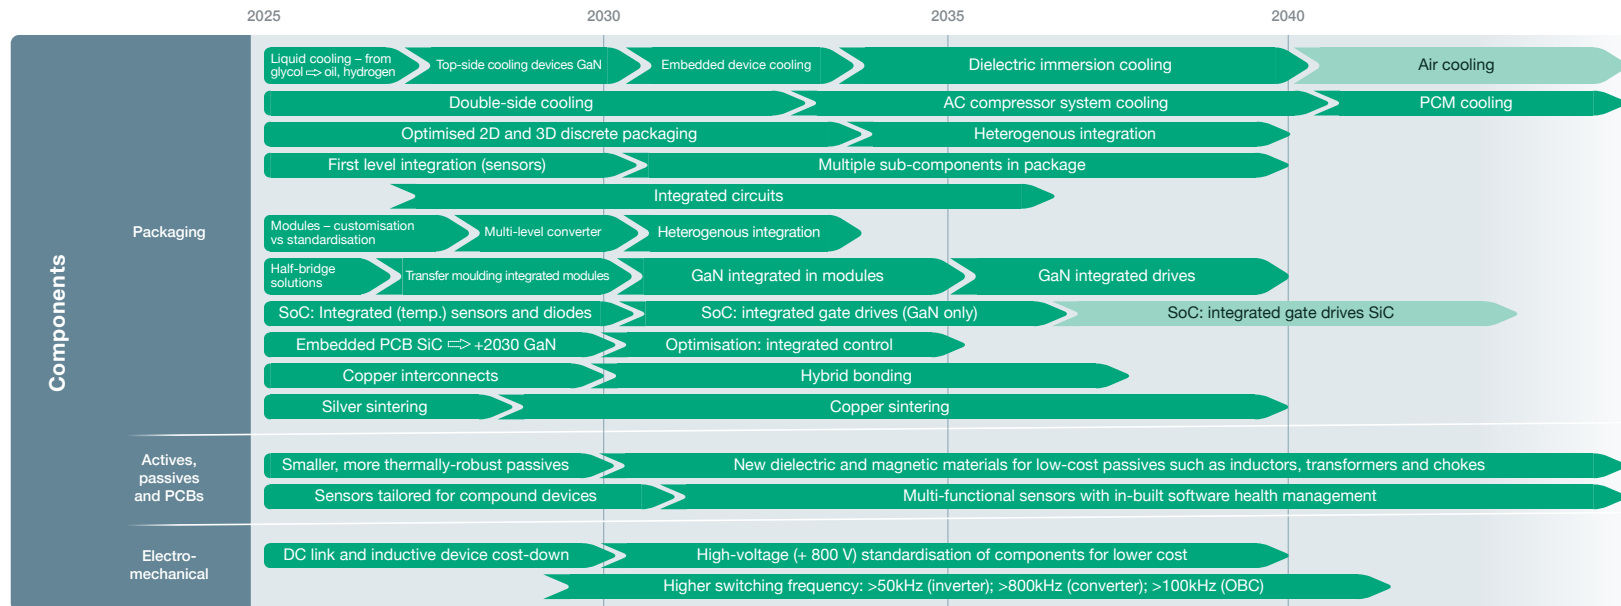 2025 2030 2035 2040
Components
Packaging
Liquid cooling – from
glycol ⇨ oil, hydrogen
Top-side cooling devices GaN
Embedded device cooling
Dielectric immersion cooling
Air cooling
Double-side cooling
AC compressor system cooling
PCM cooling
Optimised 2D and 3D discrete packaging
Heterogenous integration
First level integration (sensors)
Multiple sub-components in package
Integrated circuits
Modules – customisation
vs standardisation
Multi-level converter
Heterogenous integration
Half-bridge
solutions
Transfer moulding integrated modules
GaN integrated in modules
GaN integrated drives
SoC: Integrated (temp.) sensors and diodes
SoC: integrated gate drives (GaN only)
SoC: integrated gate drives SiC
Embedded PCB SiC ⇨ +2030 GaN
Optimisation: integrated control
Copper interconnects
Hybrid bonding
Silver sintering
Copper sintering
Actives,
passives
and PCBs
Smaller, more thermally-robust passives
New dielectric and magnetic materials for low-cost passives such as inductors, transformers and chokes
Sensors tailored for compound devices
Multi-functional sensors with in-built software health management
Electro-
mechanical
DC link and inductive device cost-down
High-voltage (+ 800 V) standardisation of components for lower cost
Higher switching frequency: >50kHz (inverter); >800kHz (converter); >100kHz (OBC)